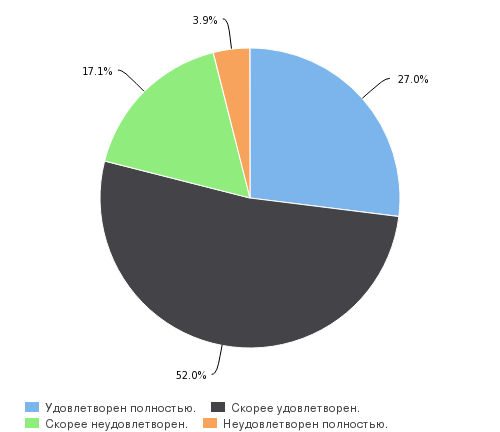 3.9%
17.1%
27.0%
52.0%
Удовлетворен полностью. Скорее удовлетворен.
Скорее неудовлетворен. Неудовлетворен полностью.